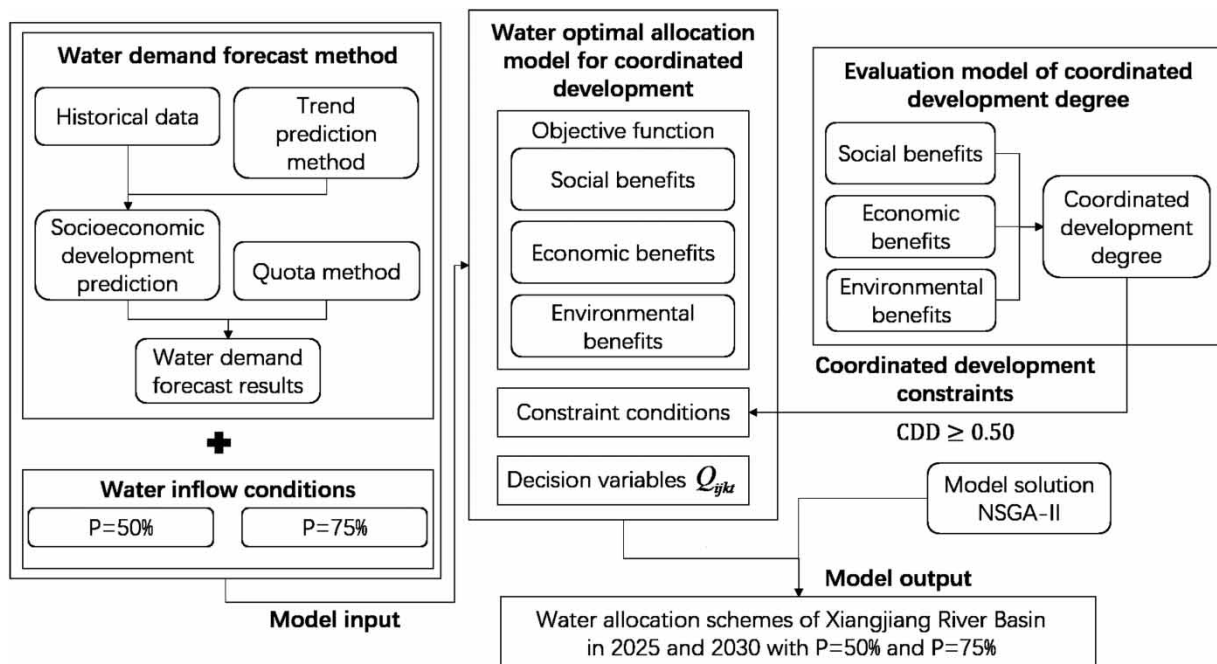 Water demand forecast method
Historical data
Trend
prediction
method
Socioeconomic
development
prediction
Quota method
Water demand
forecast results
Water inflow conditions
P=50%
P=75%
Model input
Water optimal allocation
model for coordinated
development
Objective function
Social benefits
Economic benefits
Environmental
benefits
Constraint conditions
Decision variables Q_{ijkt}
Evaluation model of coordinated
development degree
Social benefits
Economic
benefits
Environmental
benefits
Coordinated
development
degree
Coordinated development
constraints
CDD ≥ 0.50
Model solution
NSGA-II
Model output
Water allocation schemes of Xiangjiang River Basin
in 2025 and 2030 with P=50% and P=75%